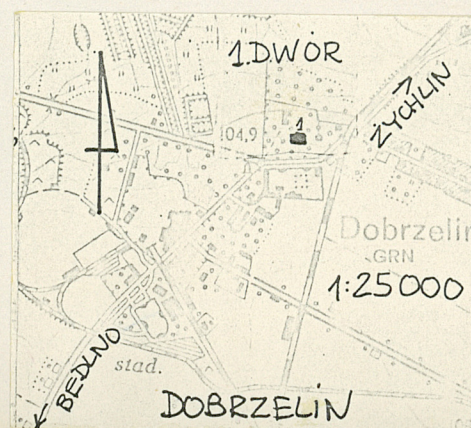 1. DWÓR
ŻYCHLIN
1
104,9
Dobrzelin
GRN
1:25000
BEDLNO
stad.
DOBRZELIN